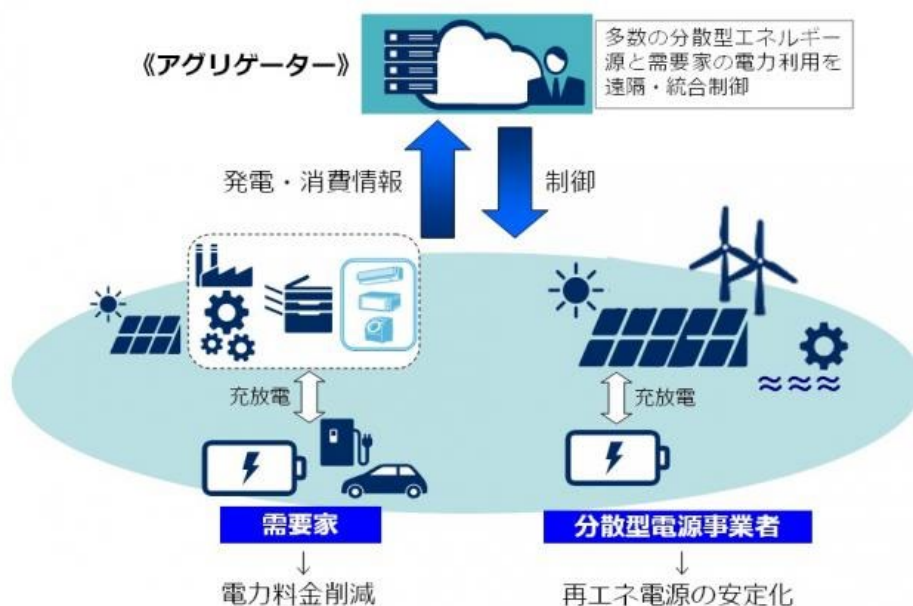 《アグリゲーター》
多数の分散型エネルギー
源と需要家の電力利用を
遠隔・統合制御
発電・消費情報
制御
充放電
充放電
需要家
分散型電源事業者
↓
↓
電力料金削減
再エネ電源の安定化